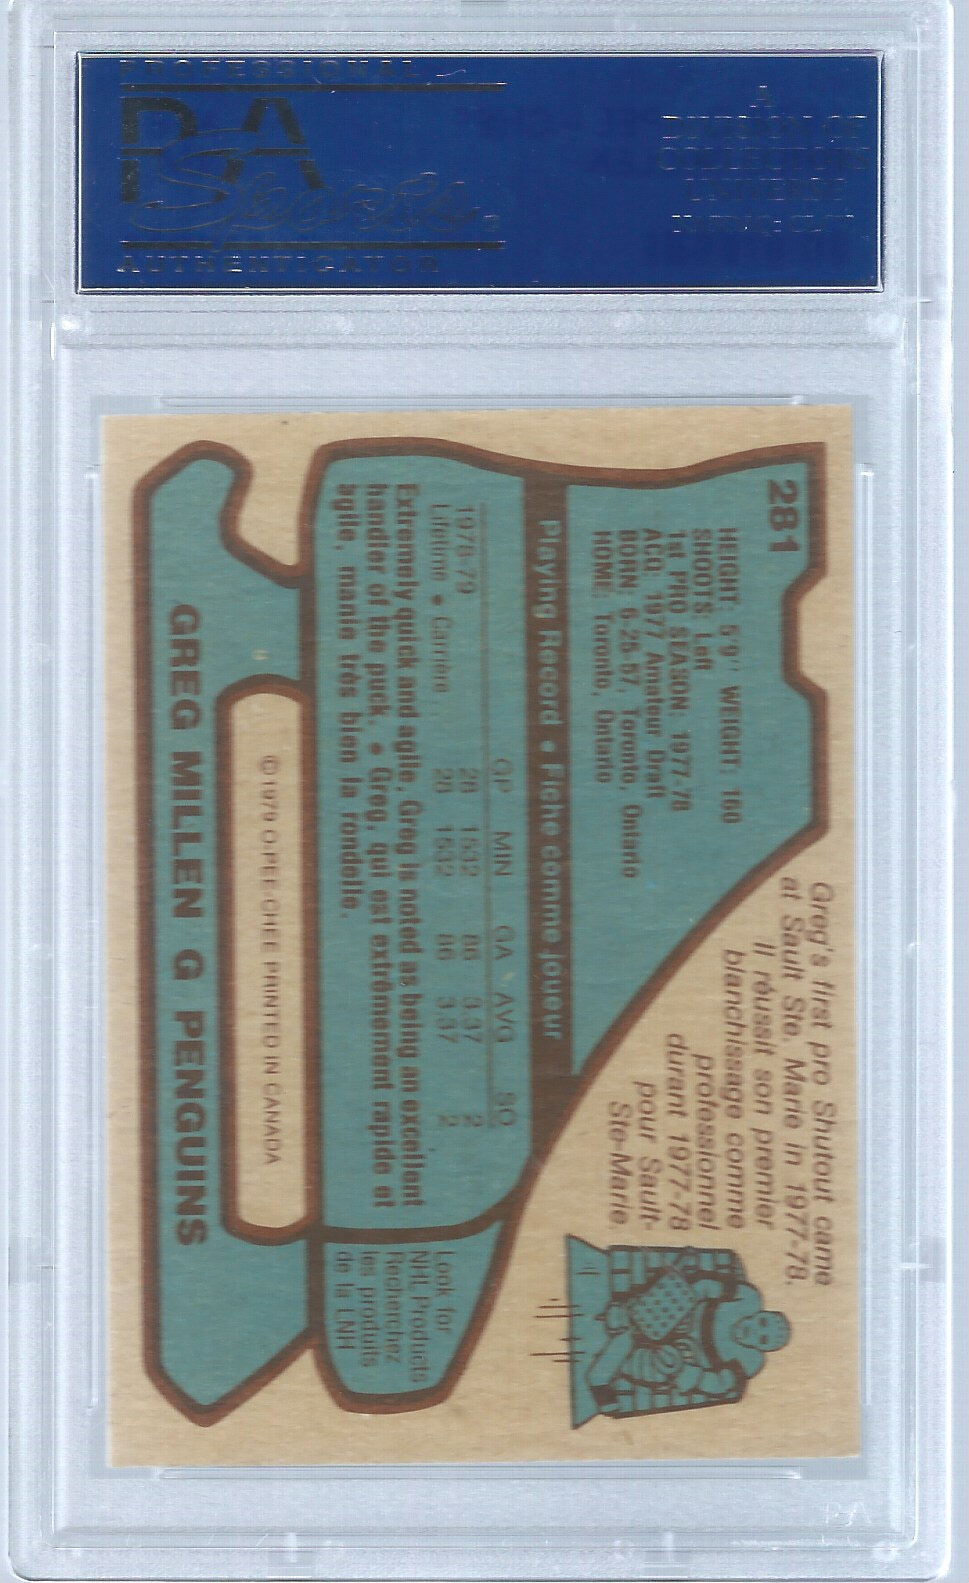 PROFESSIONAL
PSA
Sports
AUTHENTICATOR
A
DIVISION OF
COLLECTORS
UNIVERSE
NASDAQ: CLCT
281
HEIGHT: 5'9" WEIGHT: 160
SHOOTS: Left
1st PRO SEASON: 1977-78
ACQ: 1977 Amateur Draft
BORN: 6-25-57, Toronto, Ontario
HOME: Toronto, Ontario
Greg's first pro Shutout came
at Sault Ste. Marie in 1977-78.
Il réussit son premier
blanchissage comme
professionnel
durant 1977-78
pour Sault-
Ste-Marie.
Playing Record • Fiche comme joueur
GP MIN GA AVG SO
1978-79 28 1532 86 3.37 2
Lifetime • Carrière 28 1532 86 3.37 2
Extremely quick and agile, Greg is noted as being an excellent
handler of the puck. • Greg, qui est extrêmement rapide et
agile, manie très bien la rondelle.
Look for
NHL Products
Recherchez
les produits
de la LNH
©1979 O-PEE-CHEE PRINTED IN CANADA
GREG MILLEN G PENGUINS
PSA